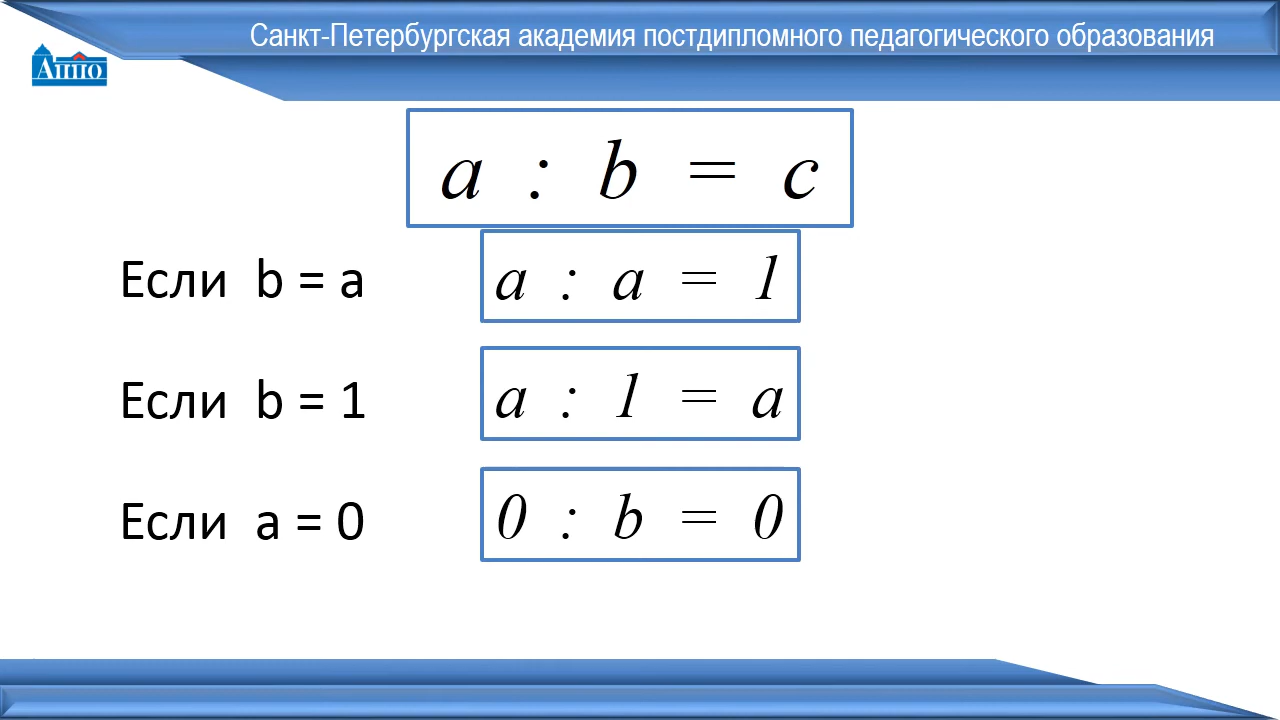 Санкт-Петербургская академия постдипломного педагогического образования
АППО
a : b = c
Если b = a
a : a = 1
Если b = 1
a : 1 = a
Если a = 0
0 : b = 0